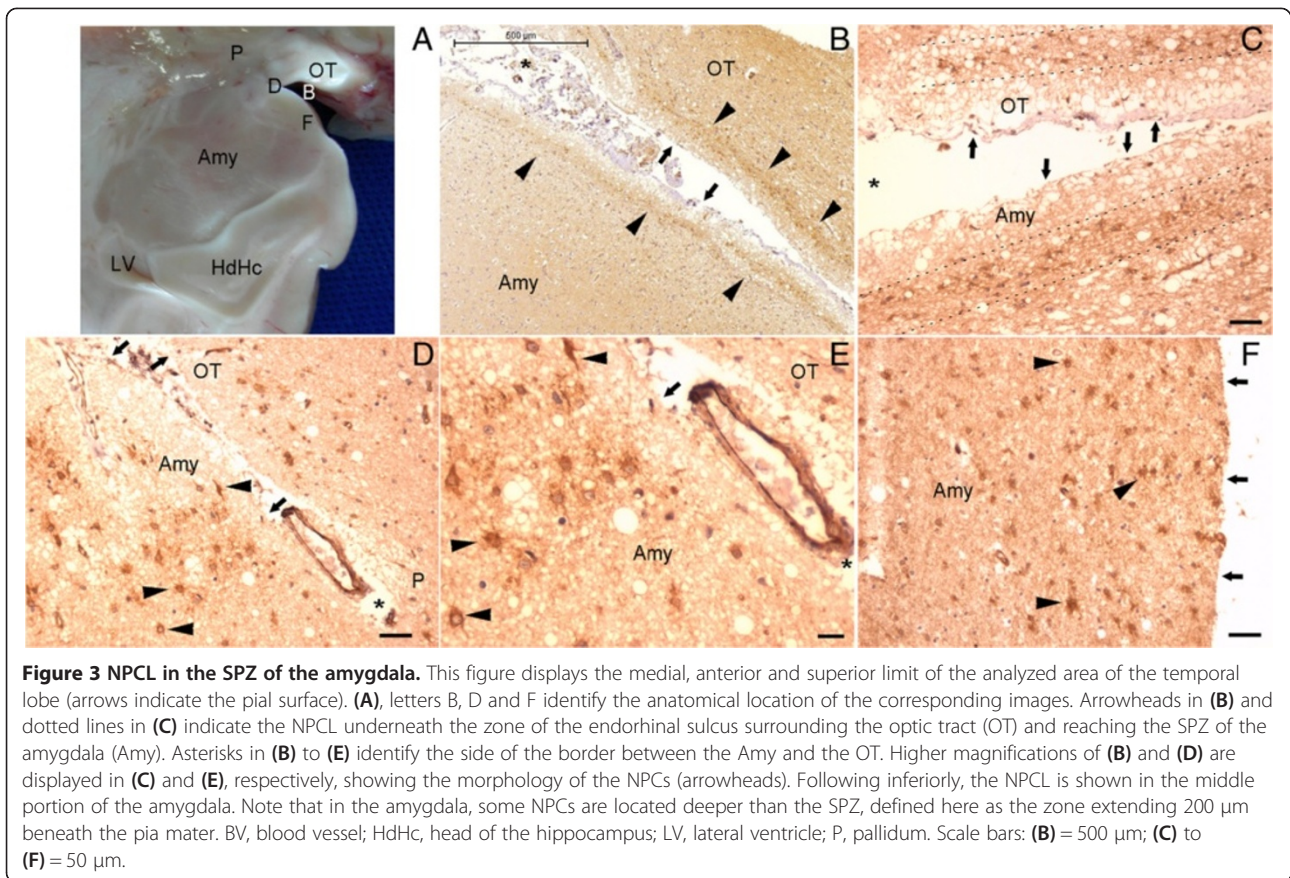 A
P
OT
D
B
F
Amy
LV
HdHc
500 µm
B
*
OT
Amy
C
OT
*
Amy
D
OT
Amy
P
*
E
OT
Amy
*
F
Amy
Figure 3 NPCL in the SPZ of the amygdala. This figure displays the medial, anterior and superior limit of the analyzed area of the temporal
lobe (arrows indicate the pial surface). (A), letters B, D and F identify the anatomical location of the corresponding images. Arrowheads in (B) and
dotted lines in (C) indicate the NPCL underneath the zone of the endorhinal sulcus surrounding the optic tract (OT) and reaching the SPZ of the
amygdala (Amy). Asterisks in (B) to (E) identify the side of the border between the Amy and the OT. Higher magnifications of (B) and (D) are
displayed in (C) and (E), respectively, showing the morphology of the NPCs (arrowheads). Following inferiorly, the NPCL is shown in the middle
portion of the amygdala. Note that in the amygdala, some NPCs are located deeper than the SPZ, defined here as the zone extending 200 µm
beneath the pia mater. BV, blood vessel; HdHc, head of the hippocampus; LV, lateral ventricle; P, pallidum. Scale bars: (B) = 500 µm; (C) to
(F) = 50 µm.